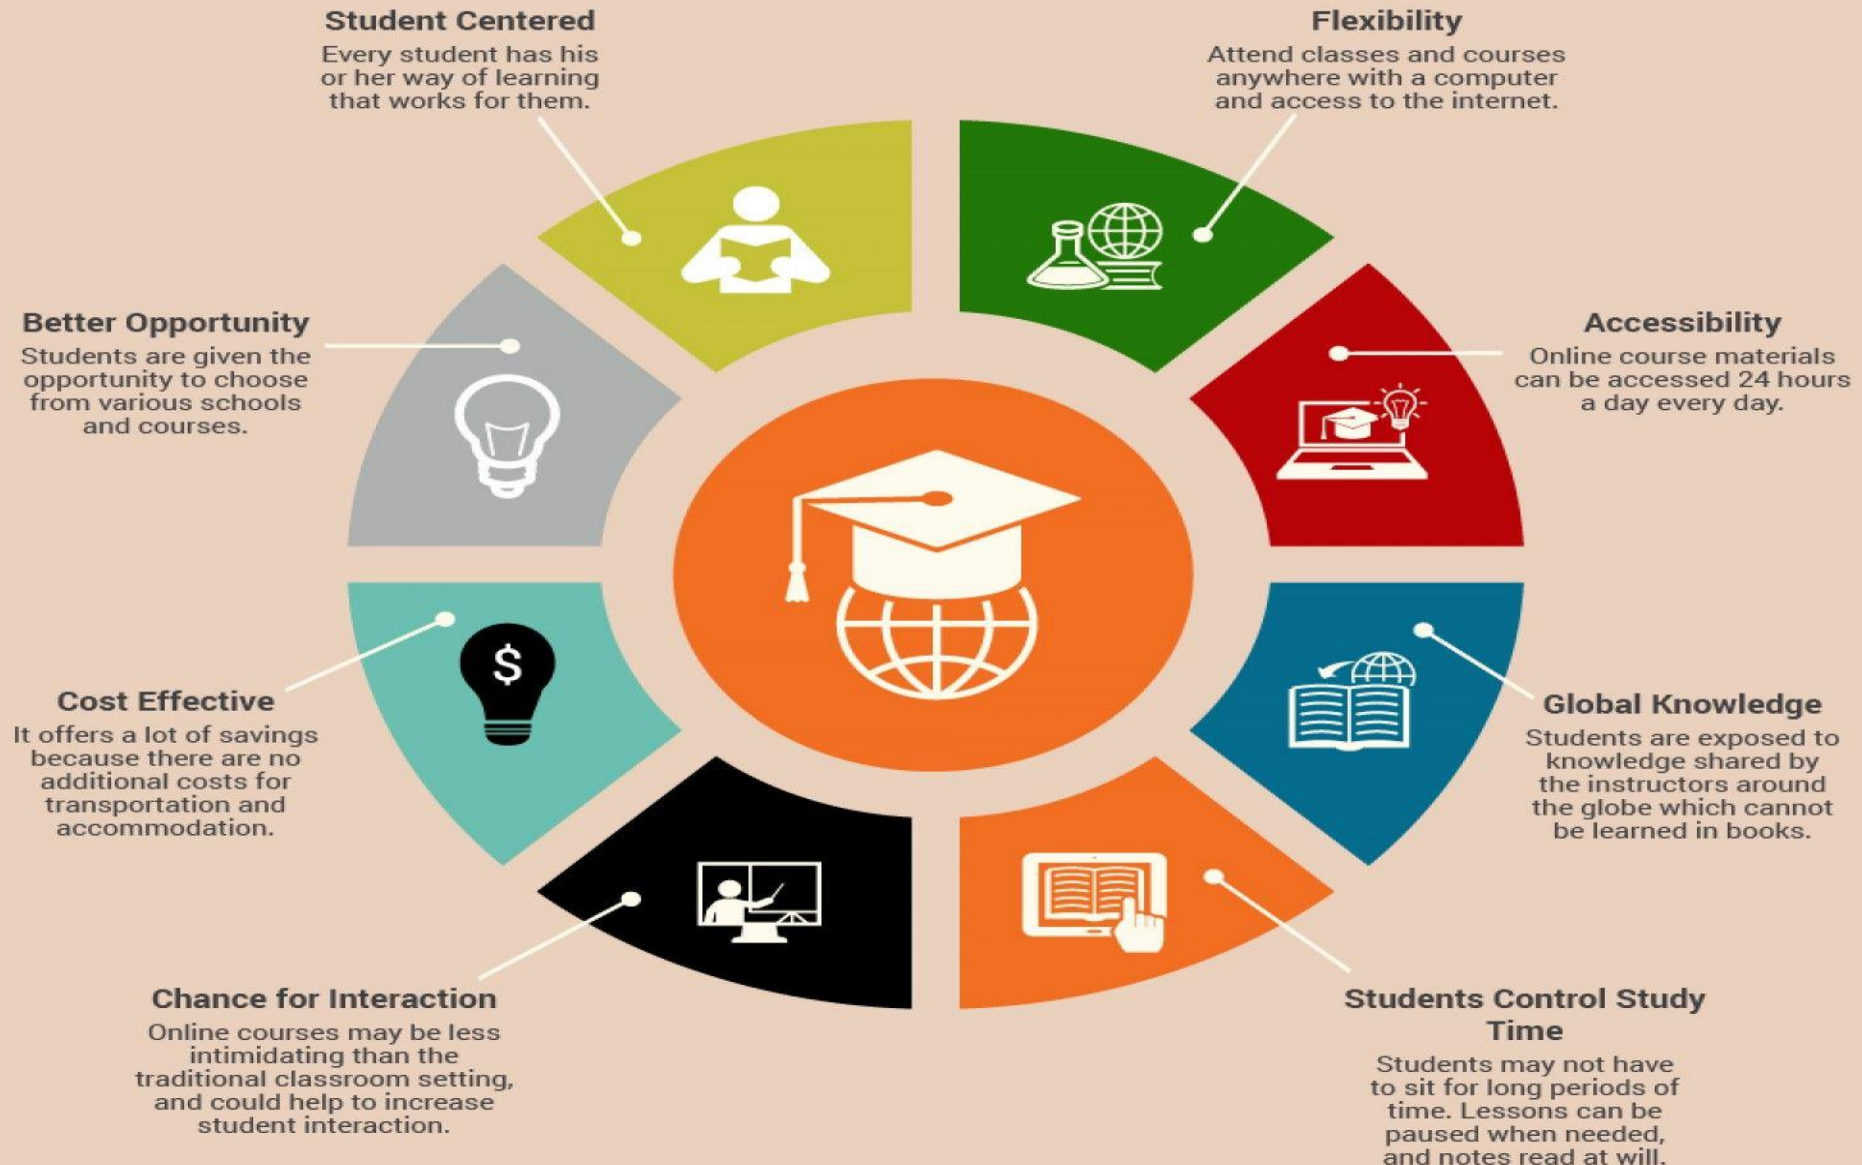 Student Centered
Every student has his
or her way of learning
that works for them.
Flexibility
Attend classes and courses
anywhere with a computer
and access to the internet.
Better Opportunity
Students are given the
opportunity to choose
from various schools
and courses.
Accessibility
Online course materials
can be accessed 24 hours
a day every day.
Cost Effective
It offers a lot of savings
because there are no
additional costs for
transportation and
accommodation.
$
Global Knowledge
Students are exposed to
knowledge shared by
the instructors around
the globe which cannot
be learned in books.
Chance for Interaction
Online courses may be less
intimidating than the
traditional classroom setting,
and could help to increase
student interaction.
Students Control Study
Time
Students may not have
to sit for long periods of
time. Lessons can be
paused when needed,
and notes read at will.